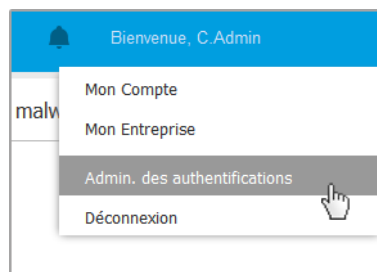 Bienvenue, C.Admin
Mon Compte
malw
Mon Entreprise
Admin. des authentifications
Déconnexion